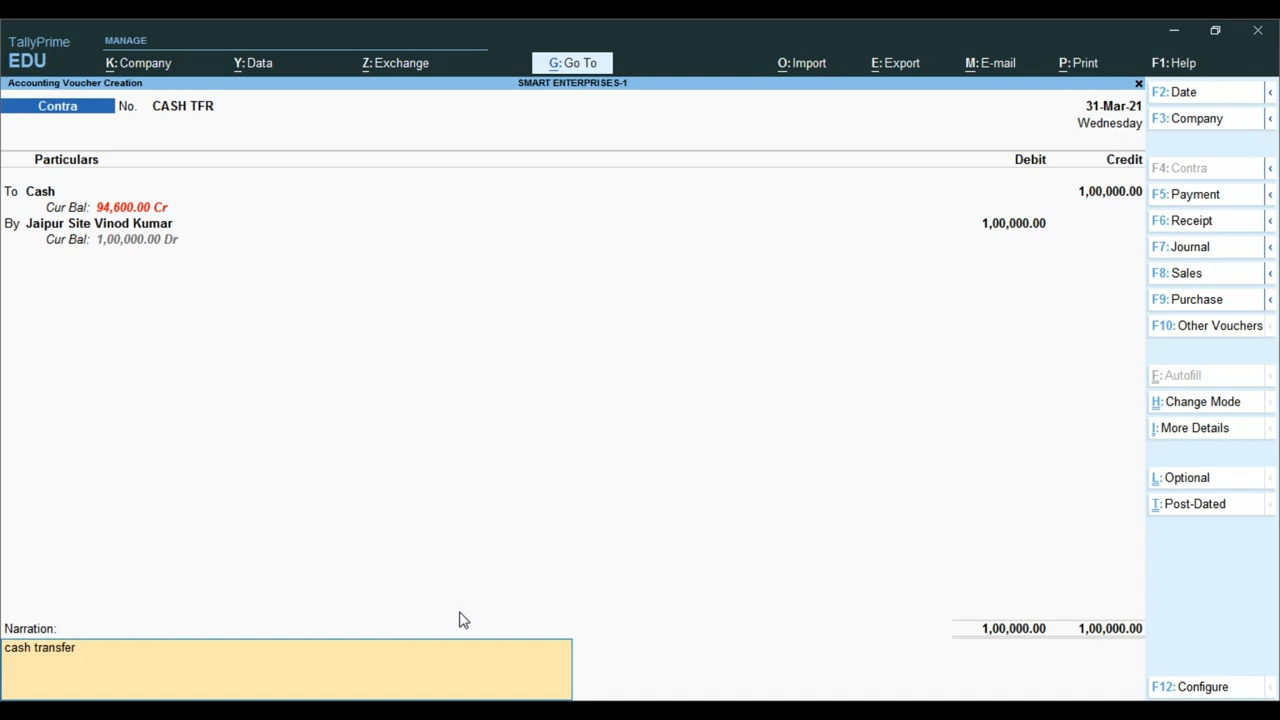 TallyPrime
EDU
MANAGE
K: Company Y: Data Z: Exchange G: Go To O: Import E: Export M: E-mail P: Print F1: Help
Accounting Voucher Creation SMART ENTERPRISES-1 ×
Contra No. CASH TFR 31-Mar-21
Wednesday
Particulars Debit Credit
To Cash 1,00,000.00
Cur Bal: 94,600.00 Cr
By Jaipur Site Vinod Kumar 1,00,000.00
Cur Bal: 1,00,000.00 Dr
Narration: 1,00,000.00 1,00,000.00
cash transfer
F2: Date
F3: Company
F4: Contra
F5: Payment
F6: Receipt
F7: Journal
F8: Sales
F9: Purchase
F10: Other Vouchers
F: Autofill
H: Change Mode
I: More Details
L: Optional
T: Post-Dated
F12: Configure